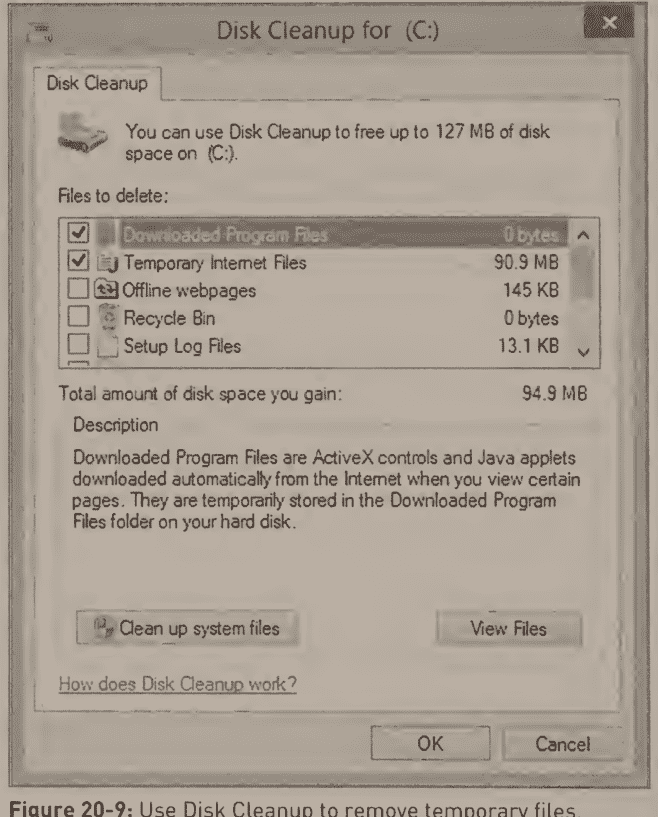 Disk Cleanup for (C:)
Disk Cleanup
You can use Disk Cleanup to free up to 127 MB of disk
space on (C:).
Files to delete:
Downloaded Program Files 0 bytes
Temporary Internet Files 90.9 MB
Offline webpages 145 KB
Recycle Bin 0 bytes
Setup Log Files 13.1 KB
Total amount of disk space you gain: 94.9 MB
Description
Downloaded Program Files are ActiveX controls and Java applets
downloaded automatically from the Internet when you view certain
pages. They are temporarily stored in the Downloaded Program
Files folder on your hard disk.
Clean up system files View Files
How does Disk Cleanup work?
OK Cancel
Figure 20-9: Use Disk Cleanup to remove temporary files.